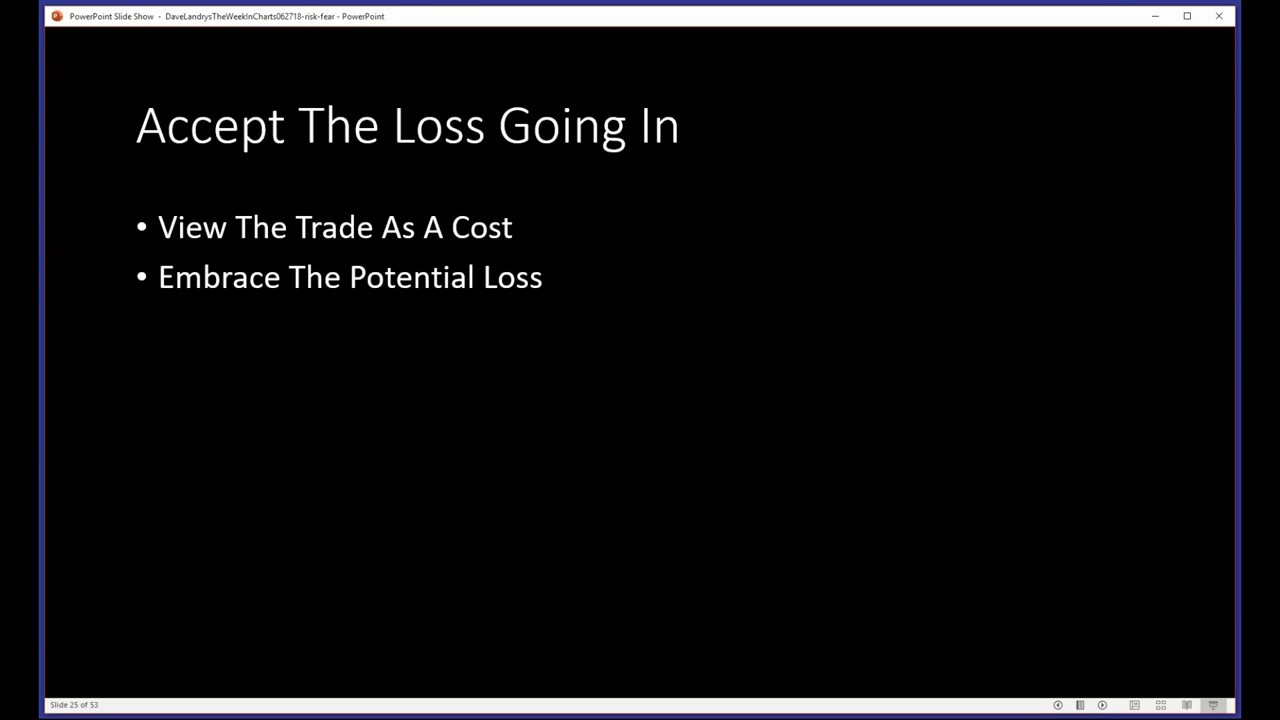 PowerPoint Slide Show - DaveLandrysTheWeekInCharts062718-risk-fear - PowerPoint
Accept The Loss Going In
• View The Trade As A Cost
• Embrace The Potential Loss
Slide 25 of 53